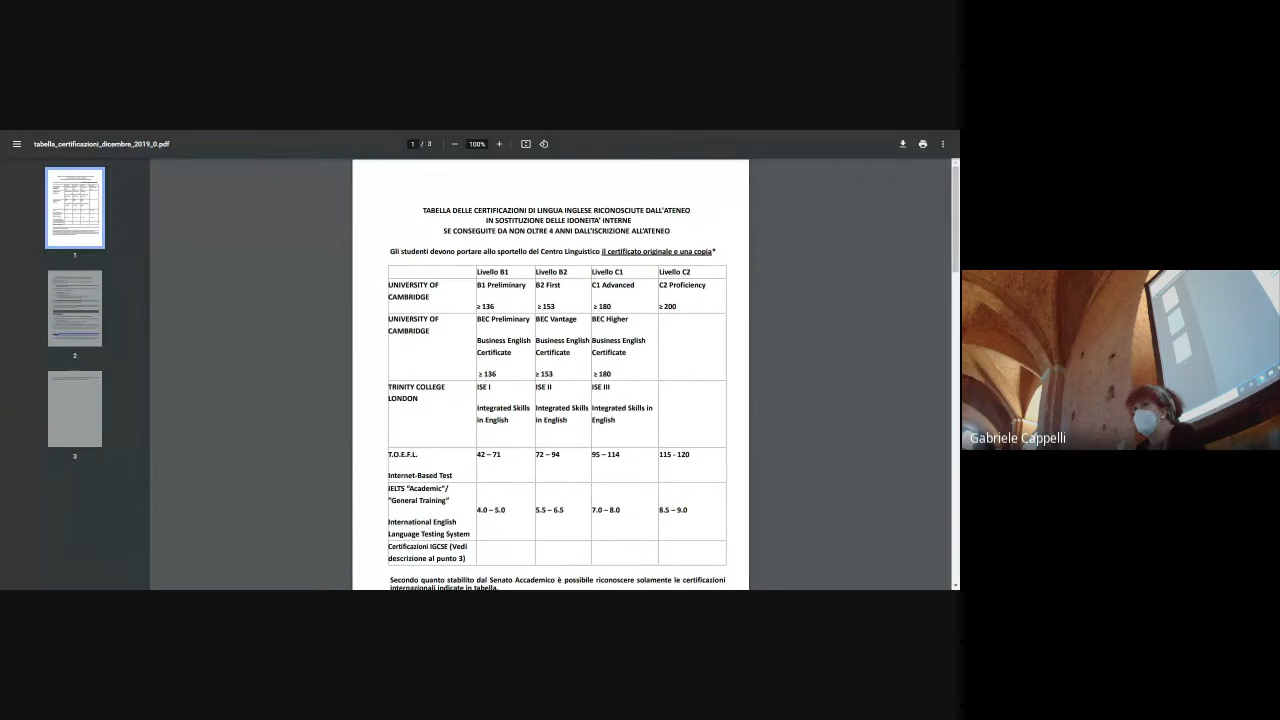 tabella_certificazioni_dicembre_2019_0.pdf
1 / 3
100%
TABELLA DELLE CERTIFICAZIONI DI LINGUA INGLESE RICONOSCIUTE DALL'ATENEO
IN SOSTITUZIONE DELLE IDONEITA' INTERNE
SE CONSEGUITE DA NON OLTRE 4 ANNI DALL'ISCRIZIONE ALL'ATENEO
Gli studenti devono portare allo sportello del Centro Linguistico il certificato originale e una copia*
Livello B1 Livello B2 Livello C1 Livello C2
UNIVERSITY OF B1 Preliminary B2 First C1 Advanced C2 Proficiency
CAMBRIDGE
≥ 136 ≥ 153 ≥ 180 ≥ 200
UNIVERSITY OF BEC Preliminary BEC Vantage BEC Higher
CAMBRIDGE
Business English Business English Business English
Certificate Certificate Certificate
≥ 136 ≥ 153 ≥ 180
TRINITY COLLEGE ISE I ISE II ISE III
LONDON
Integrated Skills Integrated Skills Integrated Skills in
in English in English English
T.O.E.F.L. 42 – 71 72 – 94 95 – 114 115 - 120
Internet-Based Test
IELTS "Academic"/
"General Training"
4.0 – 5.0 5.5 – 6.5 7.0 – 8.0 8.5 – 9.0
International English
Language Testing System
Certificazioni IGCSE (Vedi
descrizione al punto 3)
Secondo quanto stabilito dal Senato Accademico è possibile riconoscere solamente le certificazioni
internazionali indicate in tabella.
1
2
3
Gabriele Cappelli